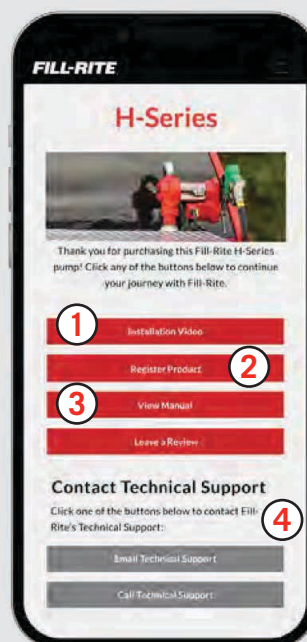 FILL-RITE
H-Series
Thank you for purchasing this Fill-Rite H-Series
pump! Click any of the buttons below to continue
your journey with Fill-Rite.
1
Installation Video
Register Product
2
3
View Manual
Leave a Review
Contact Technical Support
Click one of the buttons below to contact Fill-
Rite's Technical Support:
4
Email Technical Support
Call Technical Support